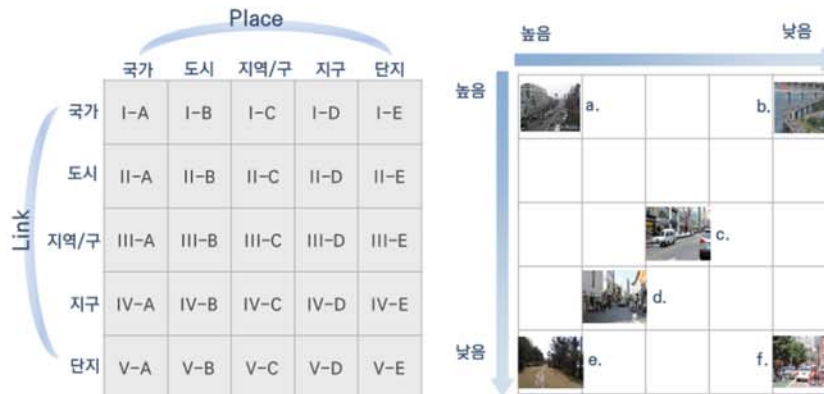 Place
국가 도시 지역/구 지구 단지
Link
국가 I-A I-B I-C I-D I-E
도시 II-A II-B II-C II-D II-E
지역/구 III-A III-B III-C III-D III-E
지구 IV-A IV-B IV-C IV-D IV-E
단지 V-A V-B V-C V-D V-E
높음 낮음
높음
a. b.
c.
d.
낮음
e. f.